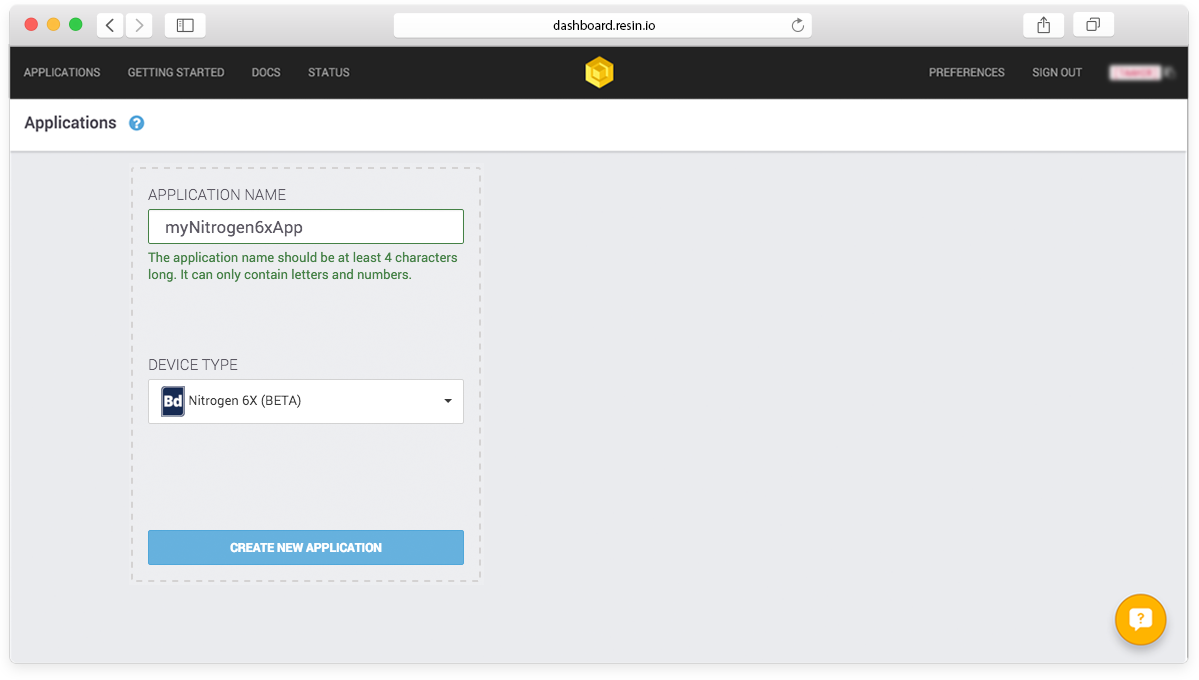 dashboard.resin.io
APPLICATIONS GETTING STARTED DOCS STATUS PREFERENCES SIGN OUT
Applications ?
APPLICATION NAME
myNitrogen6xApp
The application name should be at least 4 characters
long. It can only contain letters and numbers.
DEVICE TYPE
Bd Nitrogen 6X (BETA)
CREATE NEW APPLICATION
?